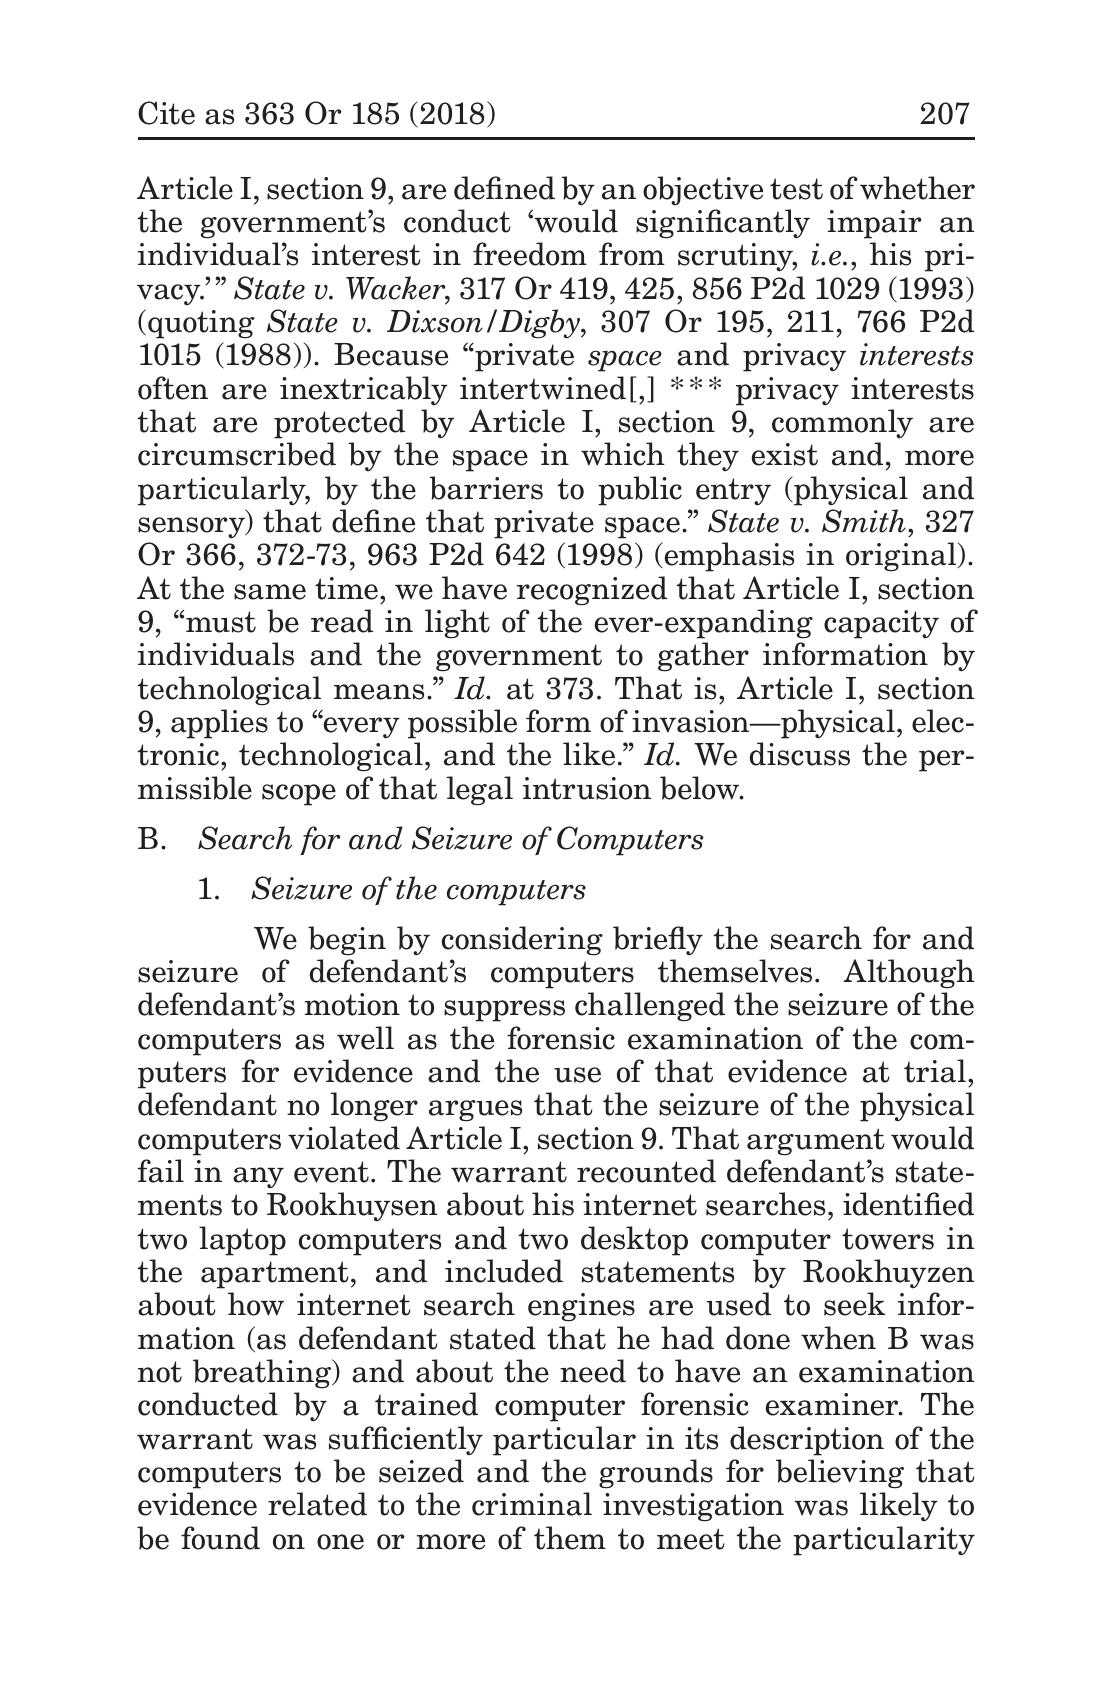 Cite as 363 Or 185 (2018) 207
Article I, section 9, are defined by an objective test of whether
the government’s conduct ‘would significantly impair an
individual’s interest in freedom from scrutiny, i.e., his pri-
vacy.’ ” State v. Wacker, 317 Or 419, 425, 856 P2d 1029 (1993)
(quoting State v. Dixson/Digby, 307 Or 195, 211, 766 P2d
1015 (1988)). Because “private space and privacy interests
often are inextricably intertwined[,] *** privacy interests
that are protected by Article I, section 9, commonly are
circumscribed by the space in which they exist and, more
particularly, by the barriers to public entry (physical and
sensory) that define that private space.” State v. Smith, 327
Or 366, 372-73, 963 P2d 642 (1998) (emphasis in original).
At the same time, we have recognized that Article I, section
9, “must be read in light of the ever-expanding capacity of
individuals and the government to gather information by
technological means.” Id. at 373. That is, Article I, section
9, applies to “every possible form of invasion—physical, elec-
tronic, technological, and the like.” Id. We discuss the per-
missible scope of that legal intrusion below.
B. Search for and Seizure of Computers
1. Seizure of the computers
We begin by considering briefly the search for and
seizure of defendant’s computers themselves. Although
defendant’s motion to suppress challenged the seizure of the
computers as well as the forensic examination of the com-
puters for evidence and the use of that evidence at trial,
defendant no longer argues that the seizure of the physical
computers violated Article I, section 9. That argument would
fail in any event. The warrant recounted defendant’s state-
ments to Rookhuysen about his internet searches, identified
two laptop computers and two desktop computer towers in
the apartment, and included statements by Rookhuyzen
about how internet search engines are used to seek infor-
mation (as defendant stated that he had done when B was
not breathing) and about the need to have an examination
conducted by a trained computer forensic examiner. The
warrant was sufficiently particular in its description of the
computers to be seized and the grounds for believing that
evidence related to the criminal investigation was likely to
be found on one or more of them to meet the particularity